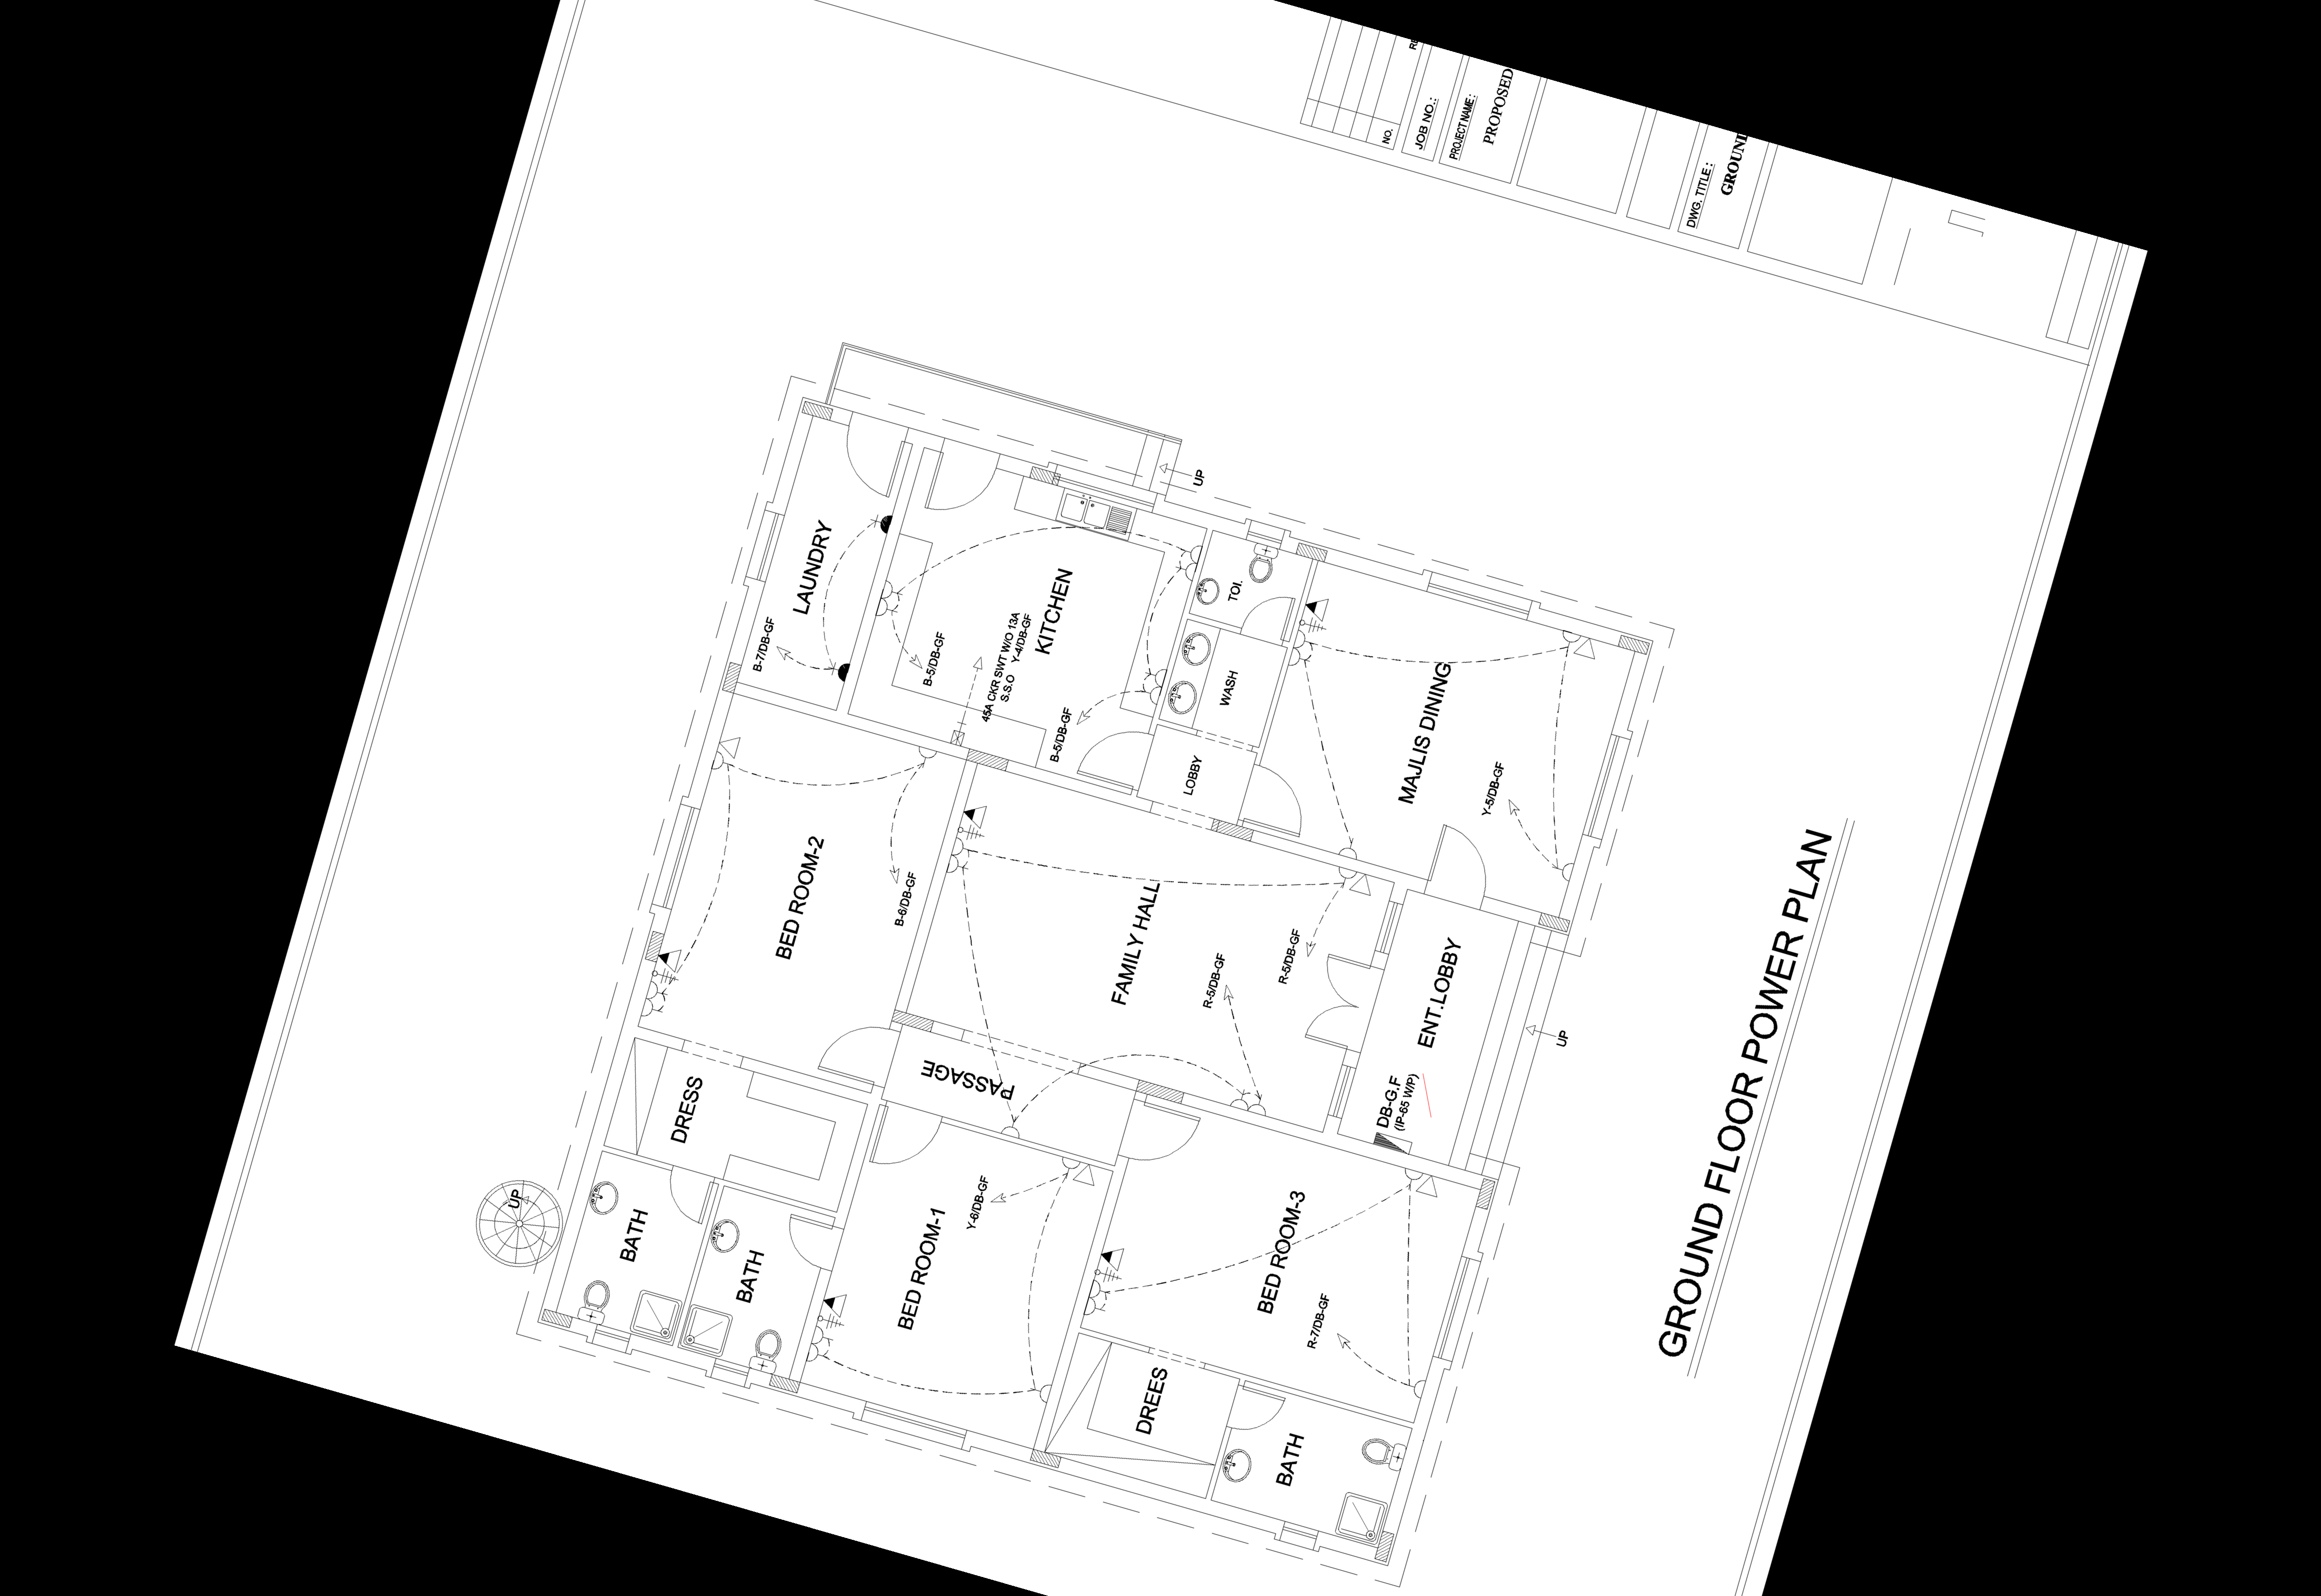 NO.
JOB NO.:
PROJECT NAME :
PROPOSED
DWG. TITLE :
UP
LAUNDRY
B-7/DB-GF
KITCHEN
B-5/DB-GF
45A CKR SWT W/O 13A
S.S.O Y-4/DB-GF
B-5/DB-GF
TOI.
WASH
LOBBY
MAJLIS DINING
Y-5/DB-GF
BED ROOM-2
B-6/DB-GF
FAMILY HALL
R-5/DB-GF
R-5/DB-GF
ENT.LOBBY
UP
DB-G.F
(IP-65 W/P)
PASSAGE
DRESS
UP
BATH
BATH
BED ROOM-1
Y-6/DB-GF
BED ROOM-3
R-7/DB-GF
DREES
BATH
GROUND FLOOR POWER PLAN